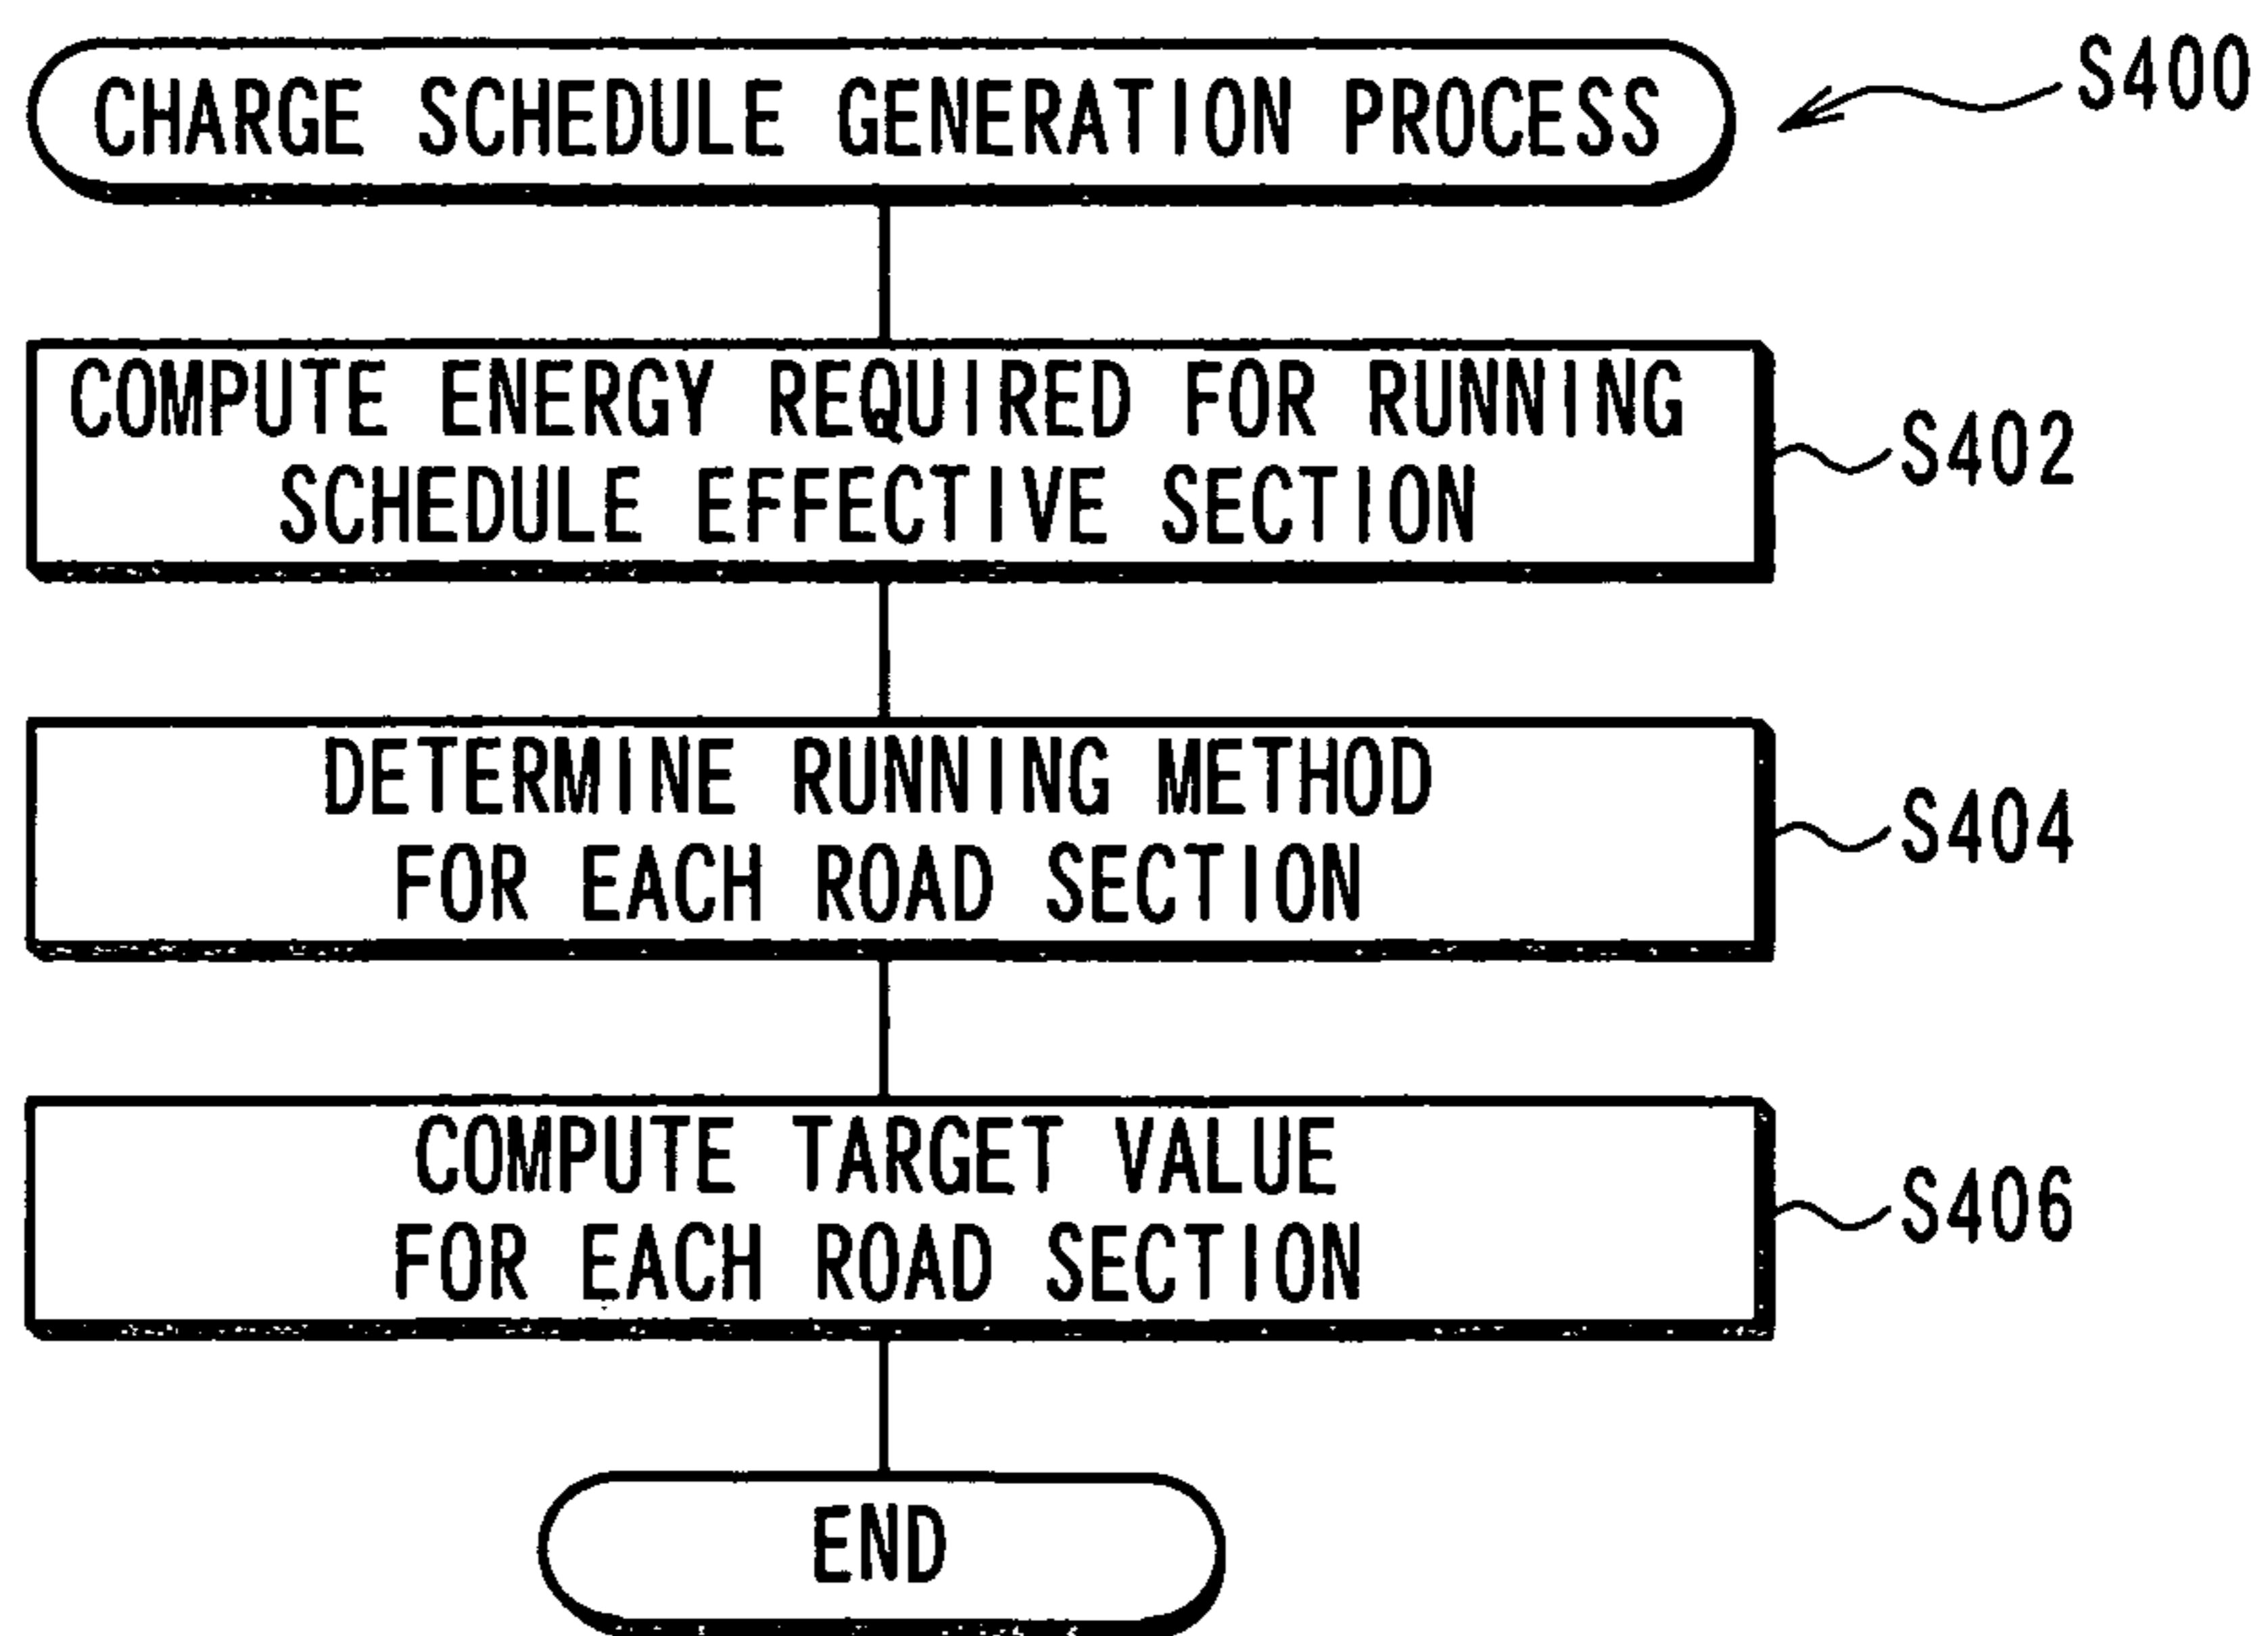 CHARGE SCHEDULE GENERATION PROCESS
S400
COMPUTE ENERGY REQUIRED FOR RUNNING
SCHEDULE EFFECTIVE SECTION
S402
DETERMINE RUNNING METHOD
FOR EACH ROAD SECTION
S404
COMPUTE TARGET VALUE
FOR EACH ROAD SECTION
S406
END